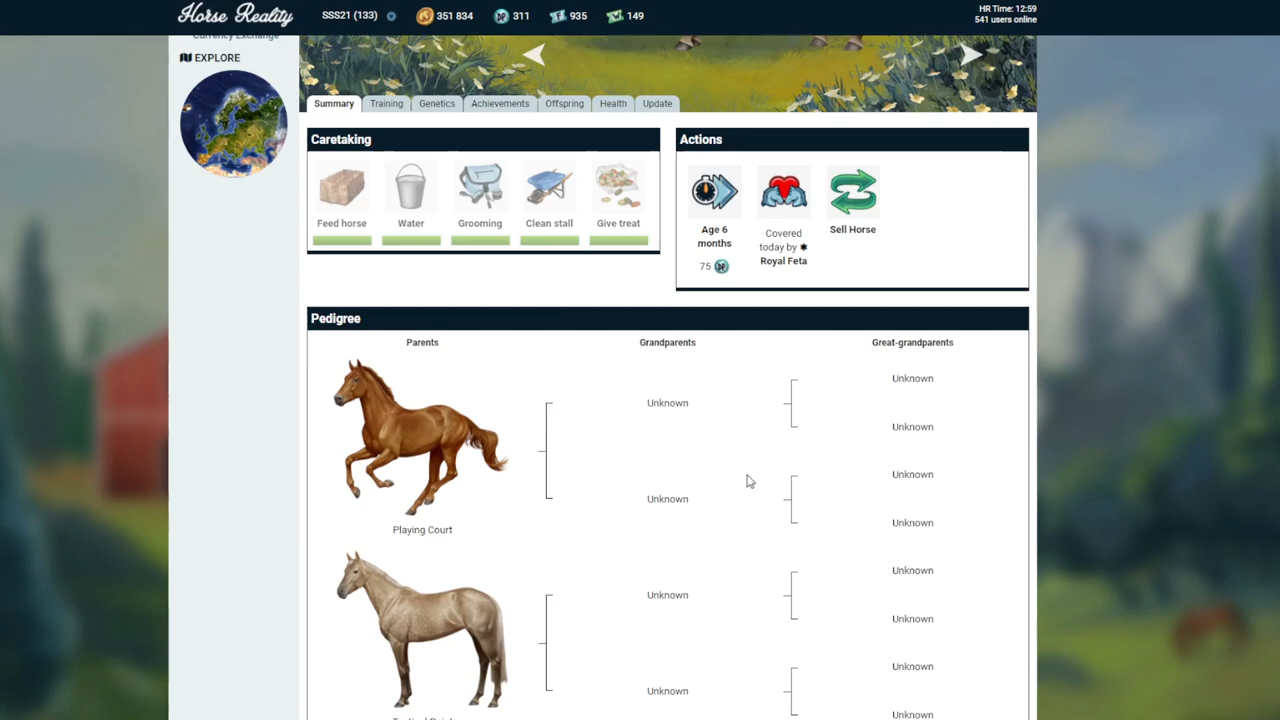 Horse Reality
SSS21 (133)
351 834
311
935
149
HR Time: 12:59
541 users online
Currency Exchange
EXPLORE
Summary
Training
Genetics
Achievements
Offspring
Health
Update
Caretaking
Feed horse
Water
Grooming
Clean stall
Give treat
Actions
Age 6
months
75
Covered
today by
Royal Feta
Sell Horse
Pedigree
Parents
Grandparents
Great-grandparents
Playing Court
Unknown
Unknown
Unknown
Unknown
Unknown
Unknown
Unknown
Unknown
Unknown
Unknown
Unknown
Unknown